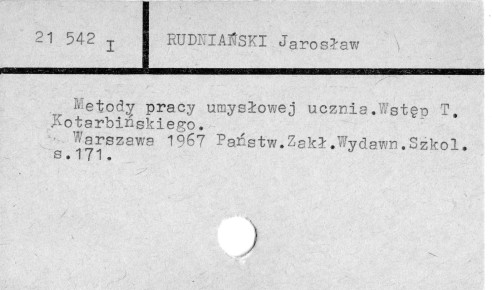 21 542 I
RUDNIAŃSKI Jarosław
Metody pracy umysłowej ucznia.Wstęp T.
Kotarbińskiego.
Warszawa 1967 Państw.Zakł.Wydawn.Szkol.
s.171.